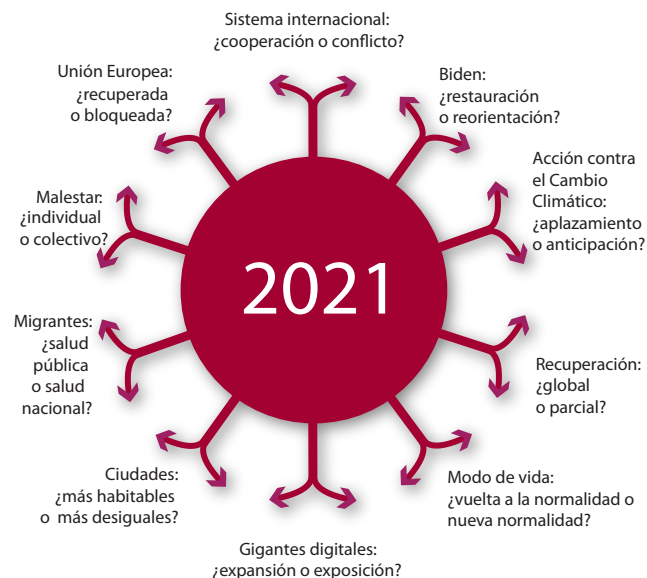 Sistema internacional:
¿cooperación o conflicto?
Biden:
¿restauración
o reorientación?
Acción contra
el Cambio
Climático:
¿aplazamiento
o anticipación?
Recuperación:
¿global
o parcial?
Modo de vida:
¿vuelta a la normalidad o
nueva normalidad?
Gigantes digitales:
¿expansión o exposición?
Ciudades:
¿más habitables
o más desiguales?
Migrantes:
¿salud
pública
o salud
nacional?
Malestar:
¿individual
o colectivo?
Unión Europea:
¿recuperada
o bloqueada?
2021